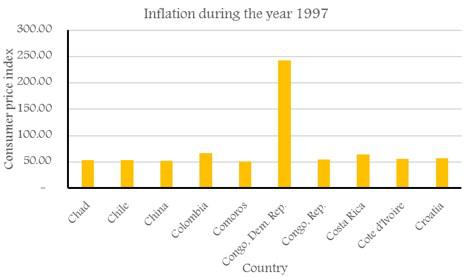 Inflation during the year 1997
Consumer price index
300.00
250.00
200.00
150.00
100.00
50.00
-
Chad
Chile
China
Colombia
Comoros
Congo, Dem. Rep.
Congo, Rep.
Costa Rica
Cote d'Ivoire
Croatia
Country